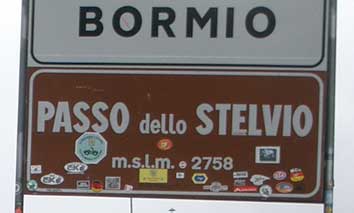 BORMIO
PASSO dello STELVIO
m.s.l.m. e 2758